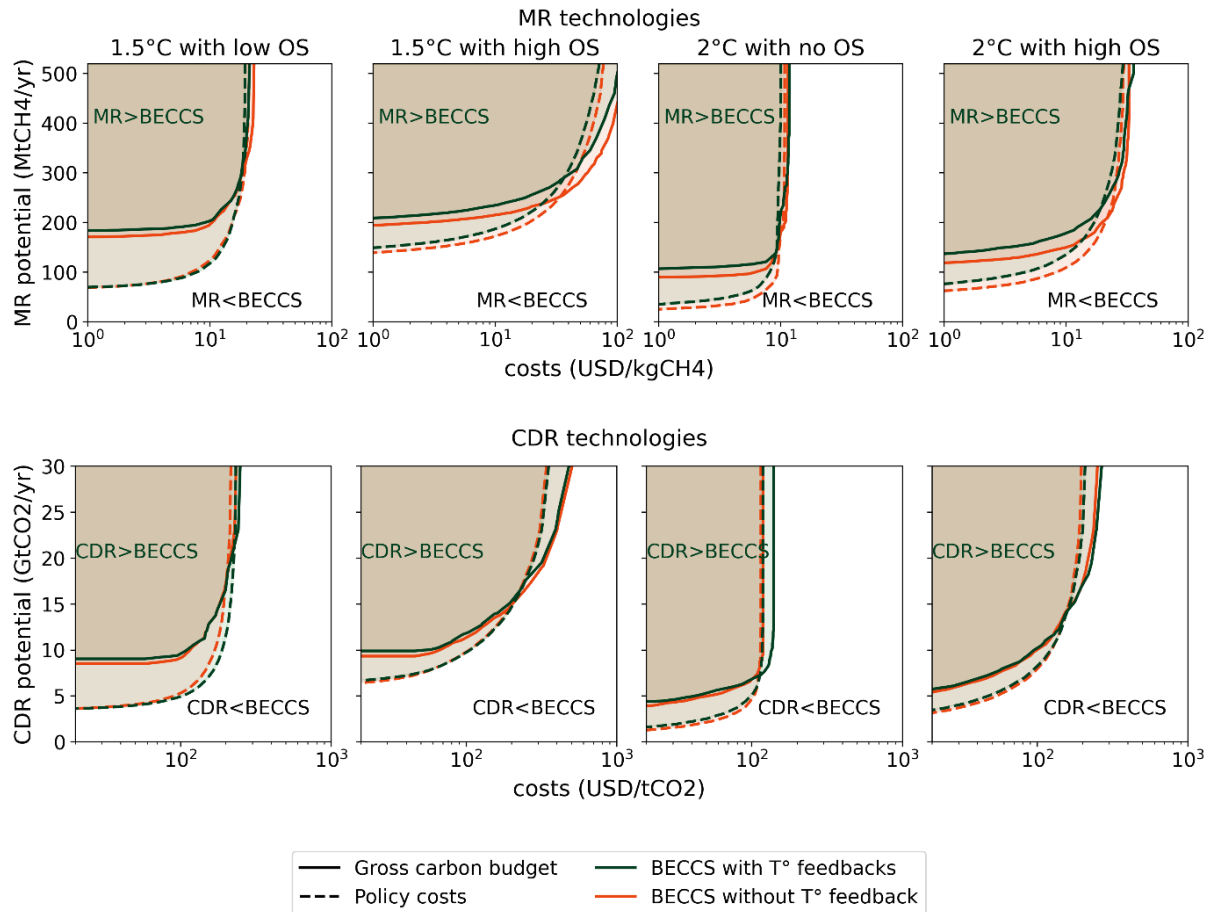 MR technologies
1.5°C with low OS
1.5°C with high OS
2°C with no OS
2°C with high OS
MR potential (MtCH4/yr)
500
400
300
200
100
0
MR>BECCS
MR<BECCS
MR>BECCS
MR<BECCS
MR>BECCS
MR<BECCS
MR>BECCS
MR<BECCS
10⁰ 10¹ 10²
10⁰ 10¹ 10²
10⁰ 10¹ 10²
10⁰ 10¹ 10²
costs (USD/kgCH4)
CDR technologies
CDR potential (GtCO2/yr)
30
25
20
15
10
5
0
CDR>BECCS
CDR<BECCS
CDR>BECCS
CDR<BECCS
CDR>BECCS
CDR<BECCS
CDR>BECCS
CDR<BECCS
10² 10³
10² 10³
10² 10³
10² 10³
costs (USD/tCO2)
Gross carbon budget
Policy costs
BECCS with T° feedbacks
BECCS without T° feedback